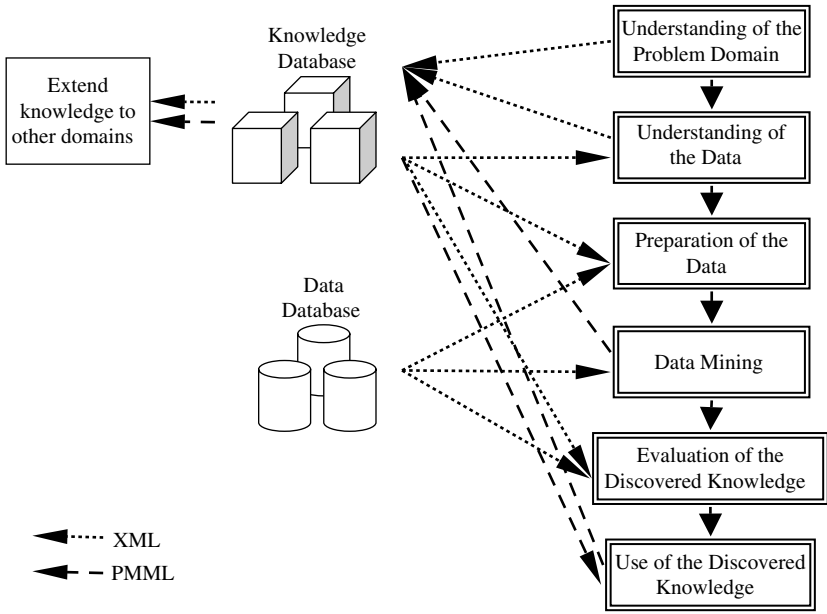 Knowledge
Database
Extend
knowledge to
other domains
Data
Database
XML
PMML
Understanding of the
Problem Domain
Understanding of
the Data
Preparation of the
Data
Data Mining
Evaluation of the
Discovered Knowledge
Use of the Discovered
Knowledge